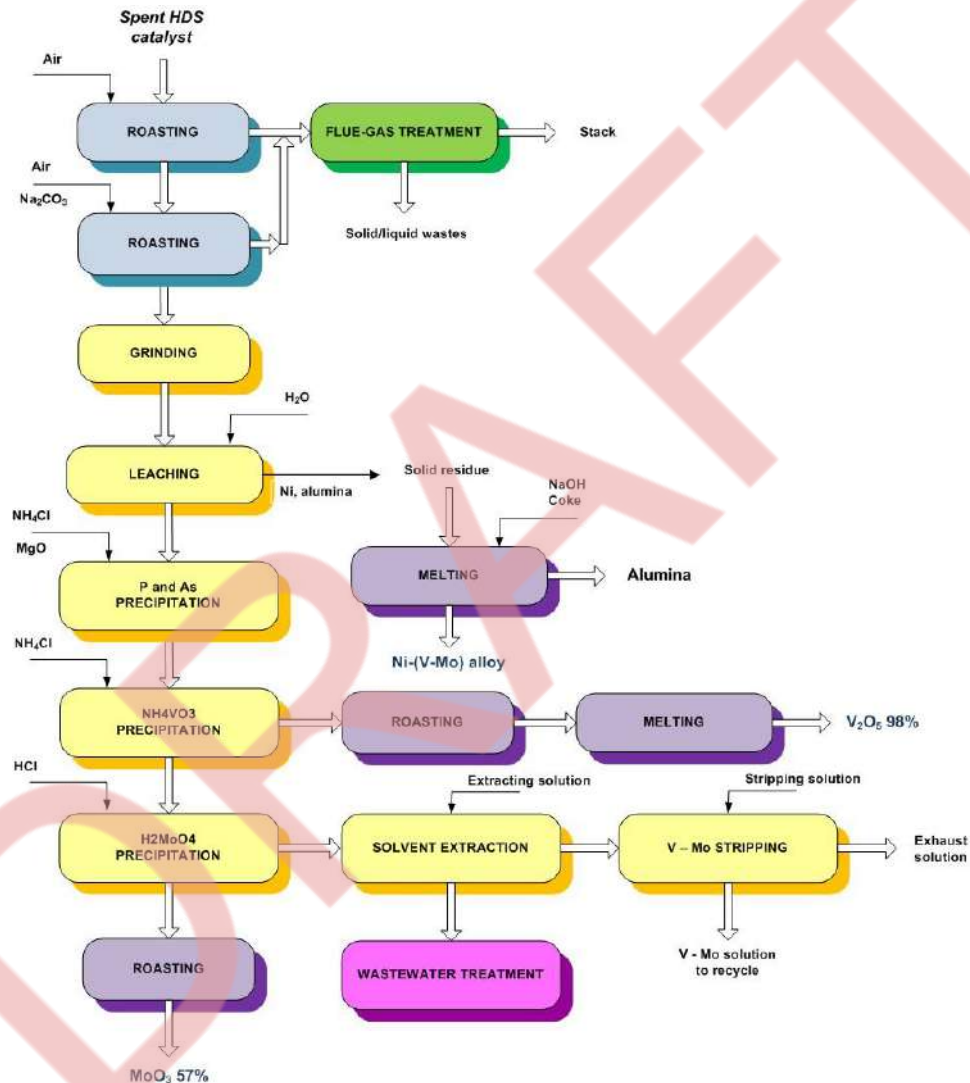 Spent HDS
catalyst
Air
ROASTING
FLUE-GAS TREATMENT
Stack
Air
Na₂CO₃
ROASTING
Solid/liquid wastes
GRINDING
H₂O
LEACHING
Ni, alumina
Solid residue
NaOH
Coke
NH₄Cl
MgO
P and As
PRECIPITATION
MELTING
Alumina
NH₄Cl
Ni-(V-Mo) alloy
NH4VO3
PRECIPITATION
ROASTING
MELTING
V₂O₅ 98%
HCl
Extracting solution
Stripping solution
H2MoO4
PRECIPITATION
SOLVENT EXTRACTION
V – Mo STRIPPING
Exhaust
solution
ROASTING
WASTEWATER TREATMENT
V - Mo solution
to recycle
MoO₃ 57%
DRAFT